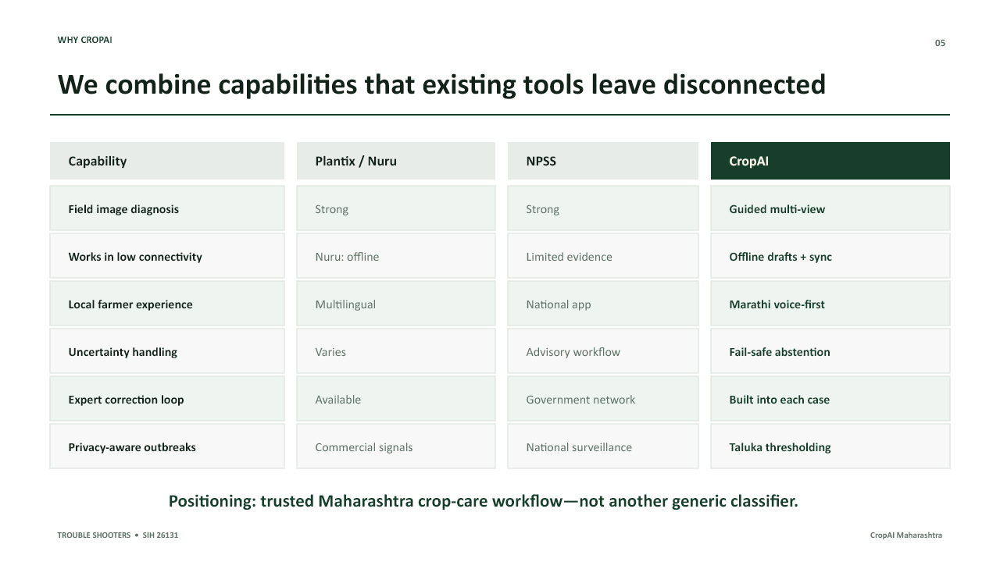 WHY CROPAI
05
We combine capabilities that existing tools leave disconnected
Capability
Plantix / Nuru
NPSS
CropAI
Field image diagnosis
Strong
Strong
Guided multi-view
Works in low connectivity
Nuru: offline
Limited evidence
Offline drafts + sync
Local farmer experience
Multilingual
National app
Marathi voice-first
Uncertainty handling
Varies
Advisory workflow
Fail-safe abstention
Expert correction loop
Available
Government network
Built into each case
Privacy-aware outbreaks
Commercial signals
National surveillance
Taluka thresholding
Positioning: trusted Maharashtra crop-care workflow—not another generic classifier.
TROUBLE SHOOTERS • SIH 26131
CropAI Maharashtra